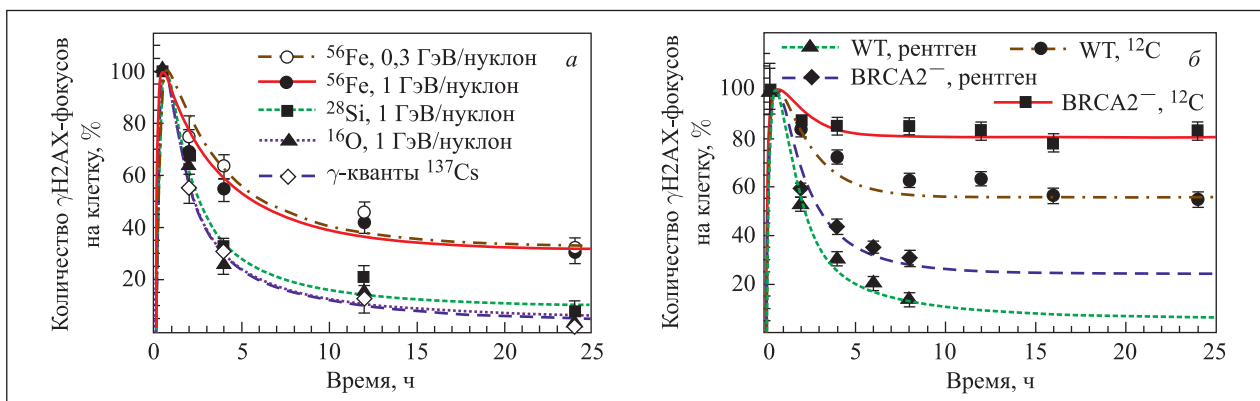 Количество γH2AX-фокусов
на клетку, %
100
80
60
40
20
0
5
10
15
20
25
Время, ч
⁵⁶Fe, 0,3 ГэВ/нуклон
⁵⁶Fe, 1 ГэВ/нуклон
²⁸Si, 1 ГэВ/нуклон
¹⁶O, 1 ГэВ/нуклон
γ-кванты ¹³⁷Cs
а
Количество γH2AX-фокусов
на клетку, %
100
80
60
40
20
0
5
10
15
20
25
Время, ч
WT, рентген
WT, ¹²C
BRCA2⁻, рентген
BRCA2⁻, ¹²C
б